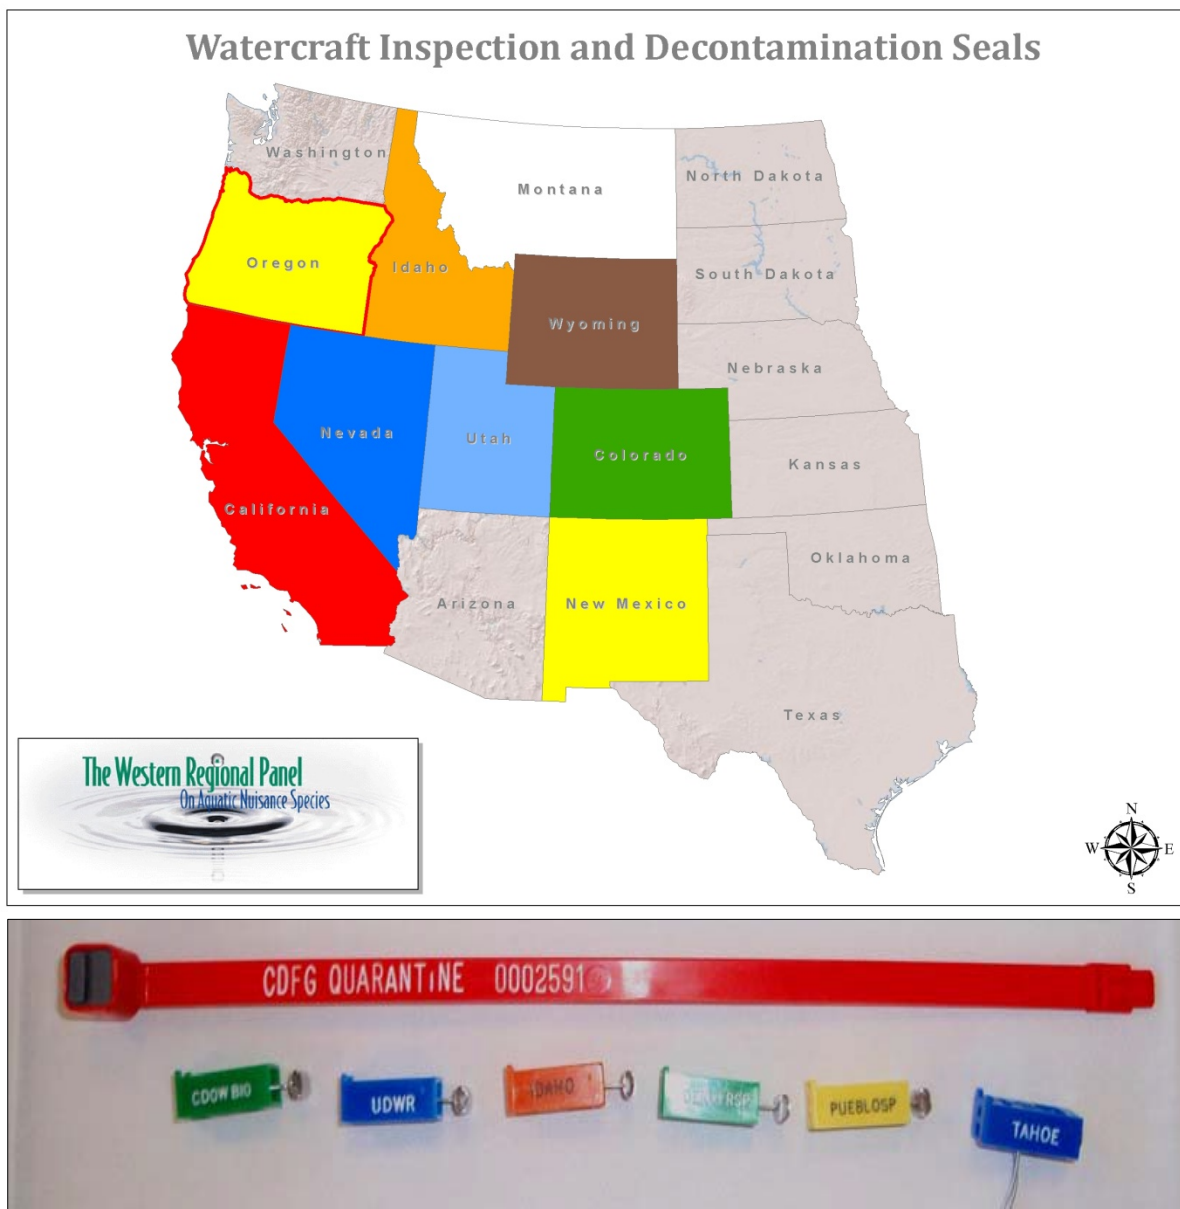 Watercraft Inspection and Decontamination Seals
Washington
Montana
North Dakota
Oregon
Idaho
South Dakota
Wyoming
Nebraska
Nevada
Utah
Colorado
Kansas
California
Oklahoma
Arizona
New Mexico
Texas
The Western Regional Panel
On Aquatic Nuisance Species
N
W E
S
CDFG QUARANTiNE 0002591
CDOW BIO
UDWR
IDAHO
PUEBLOSP
TAHOE